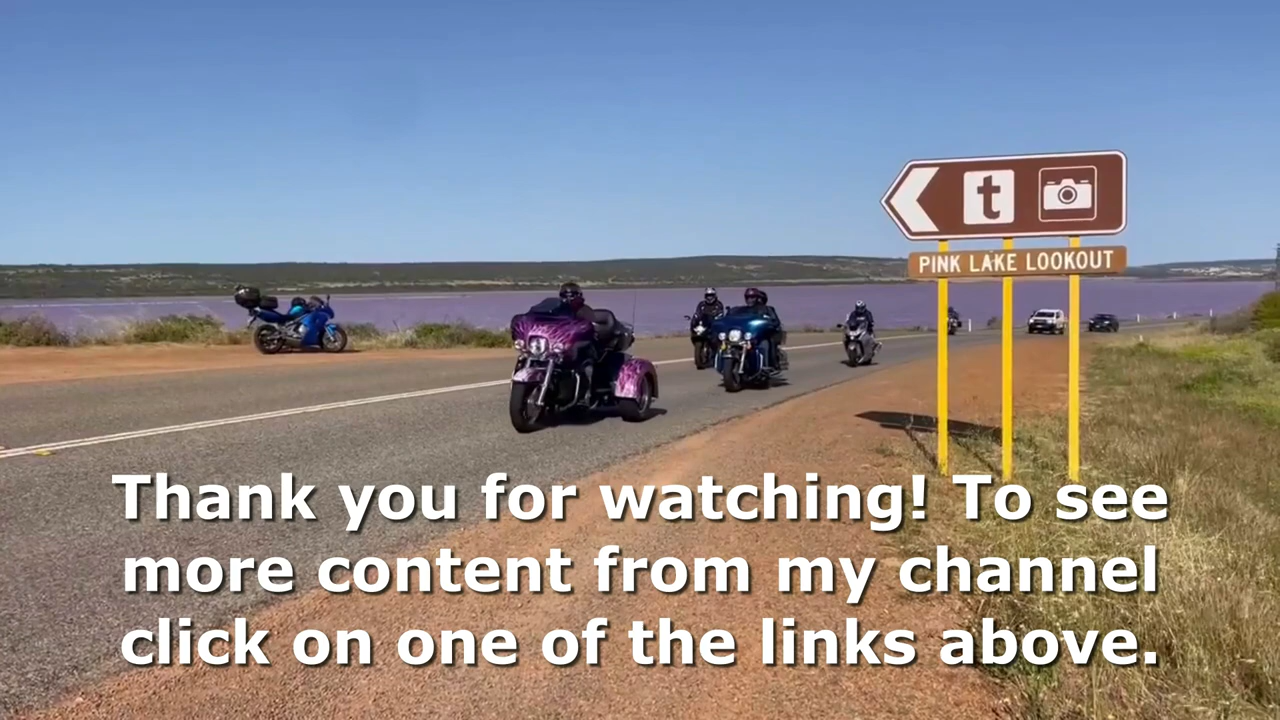 t
PINK LAKE LOOKOUT
Thank you for watching! To see
more content from my channel
click on one of the links above.